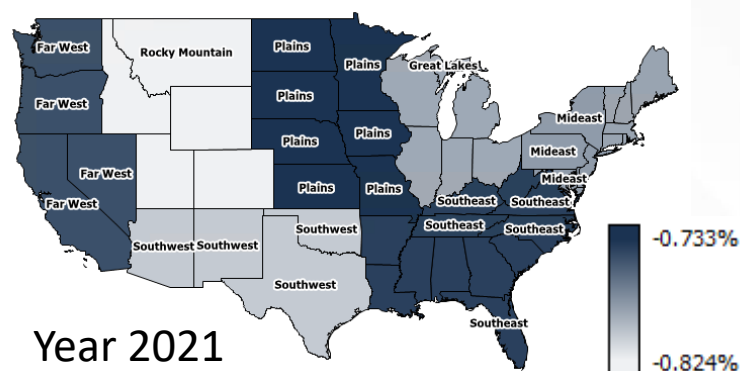 Far West
Rocky Mountain
Plains
Plains
Great Lakes
Far West
Plains
Mideast
Plains
Plains
Mideast
Far West
Plains
Plains
Mideast
Far West
Southeast
Southeast
Southwest
Southeast
Southeast
Southwest
Southwest
Southwest
Southeast
Year 2021
-0.733%
-0.824%